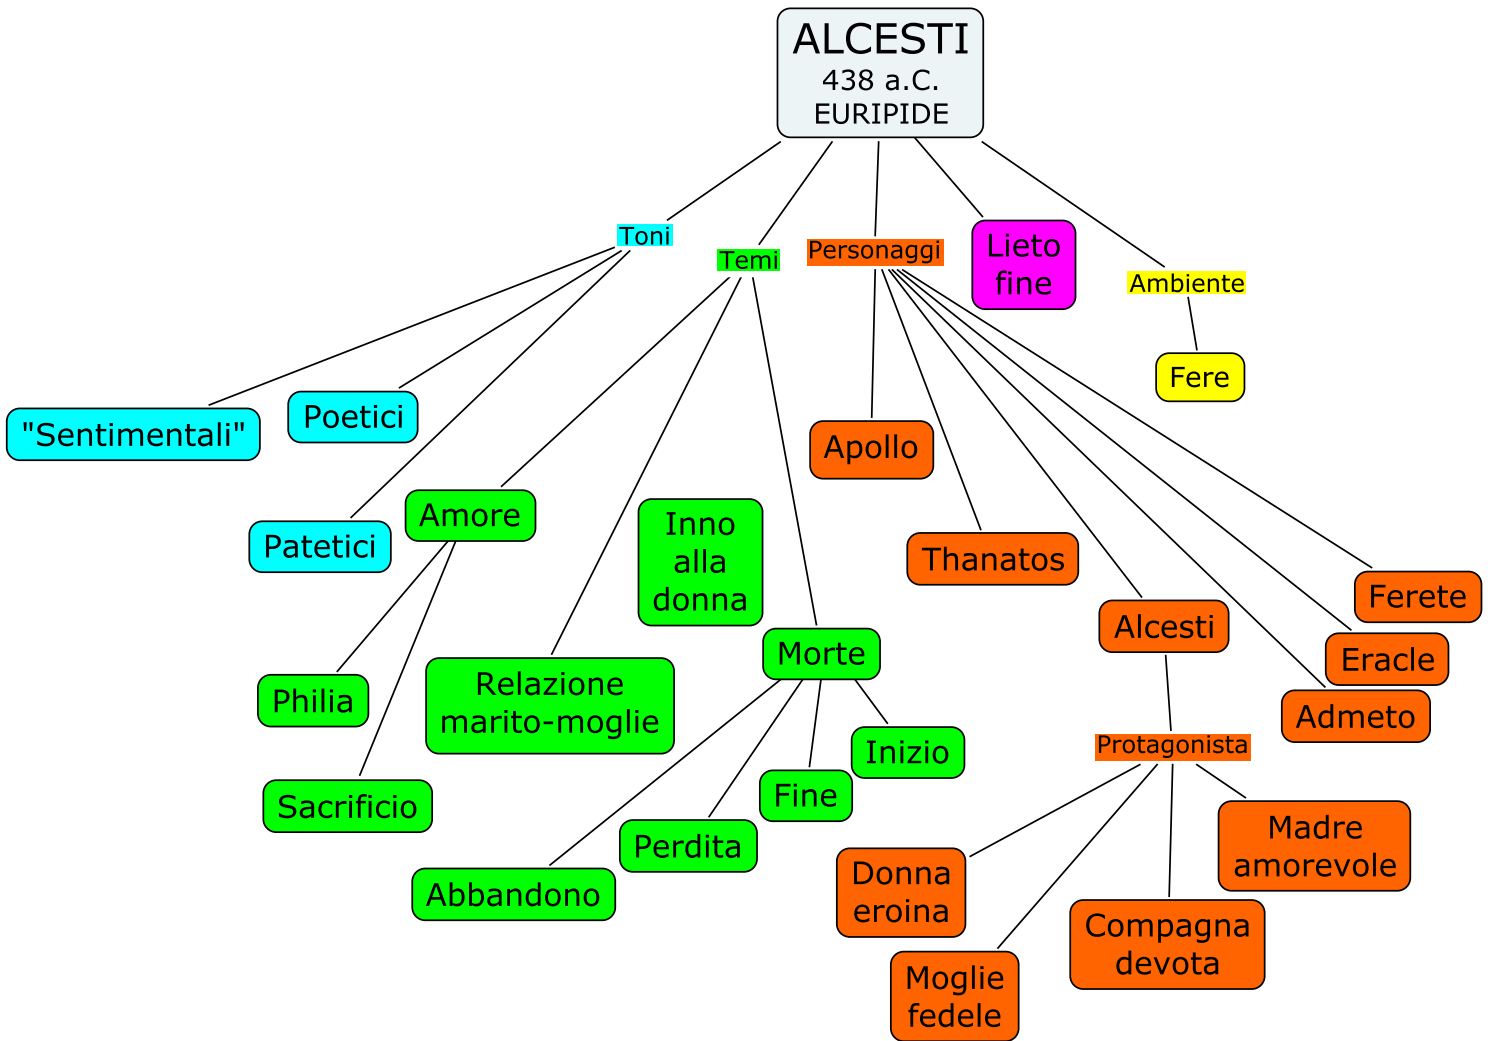 ALCESTI
438 a.C.
EURIPIDE
Toni
Temi
Personaggi
Lieto
fine
Ambiente
Fere
"Sentimentali"
Poetici
Patetici
Amore
Inno
alla
donna
Apollo
Thanatos
Alcesti
Ferete
Eracle
Admeto
Morte
Philia
Relazione
marito-moglie
Sacrificio
Inizio
Fine
Perdita
Abbandono
Protagonista
Madre
amorevole
Donna
eroina
Compagna
devota
Moglie
fedele